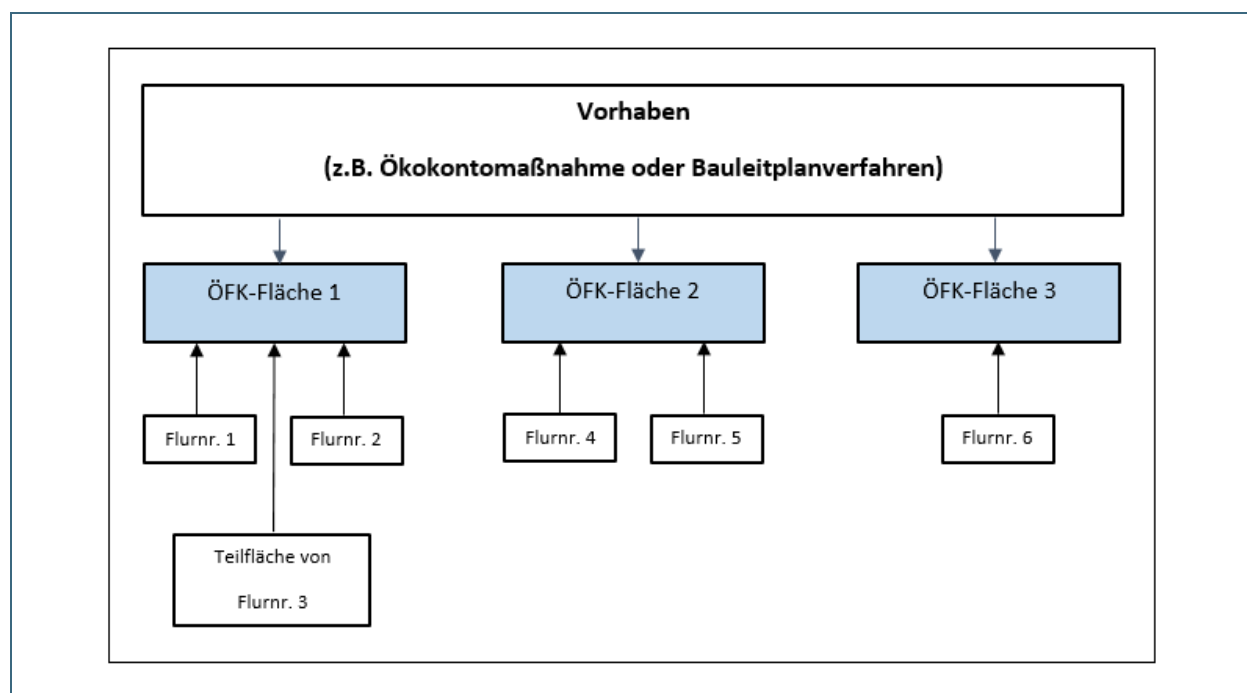 Vorhaben
(z.B. Ökokontomaßnahme oder Bauleitplanverfahren)
ÖFK-Fläche 1
ÖFK-Fläche 2
ÖFK-Fläche 3
Flurnr. 1
Flurnr. 2
Flurnr. 4
Flurnr. 5
Flurnr. 6
Teilfläche von
Flurnr. 3